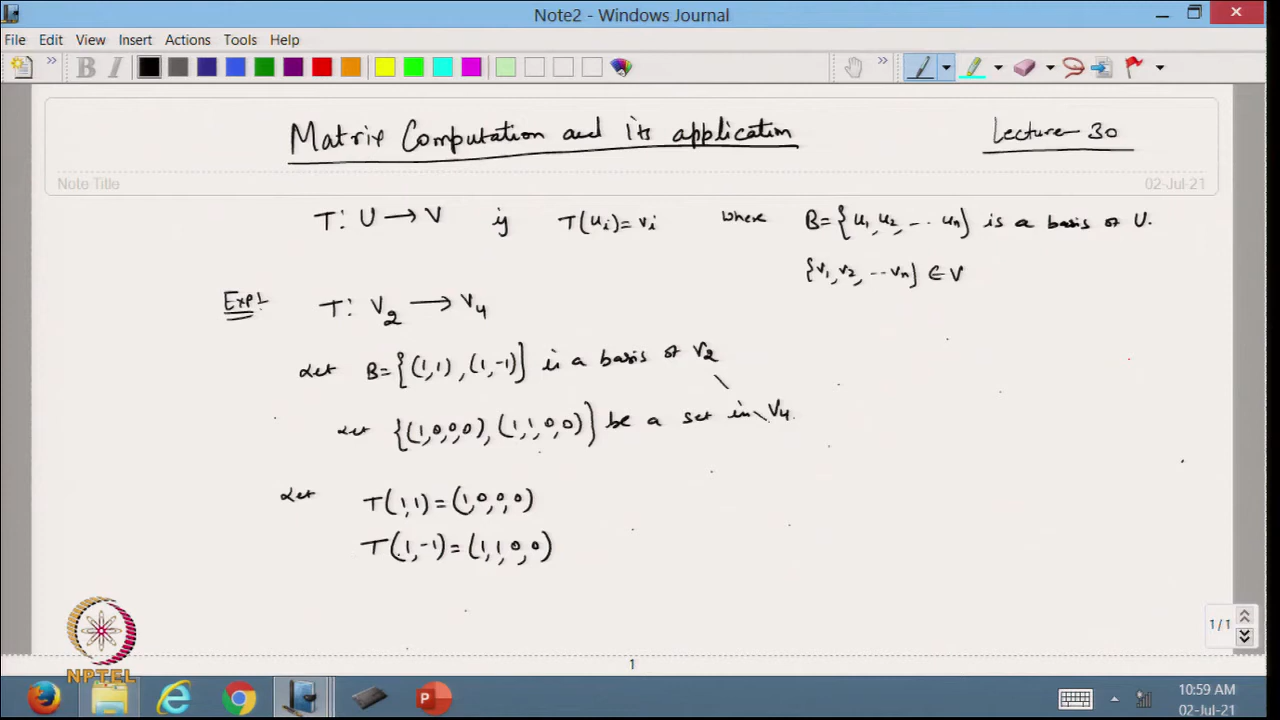 Note2 - Windows Journal
File Edit View Insert Actions Tools Help
B I
Matrix Computation and its application Lecture-30
Note Title 02-Jul-21
T: U → V if T(ui)=vi where B={u1, u2, ... un} is a basis of U.
{v1, v2, ... vn} ∈ V
Exp1: T: V2 → V4
Let B={(1,1), (1,-1)} is a basis of V2
Let {(1,0,0,0), (1,1,0,0)} be a set in V4.
Let T(1,1)=(1,0,0,0)
T(1,-1)=(1,1,0,0)
1/1
NPTEL
1
10:59 AM
02-Jul-21